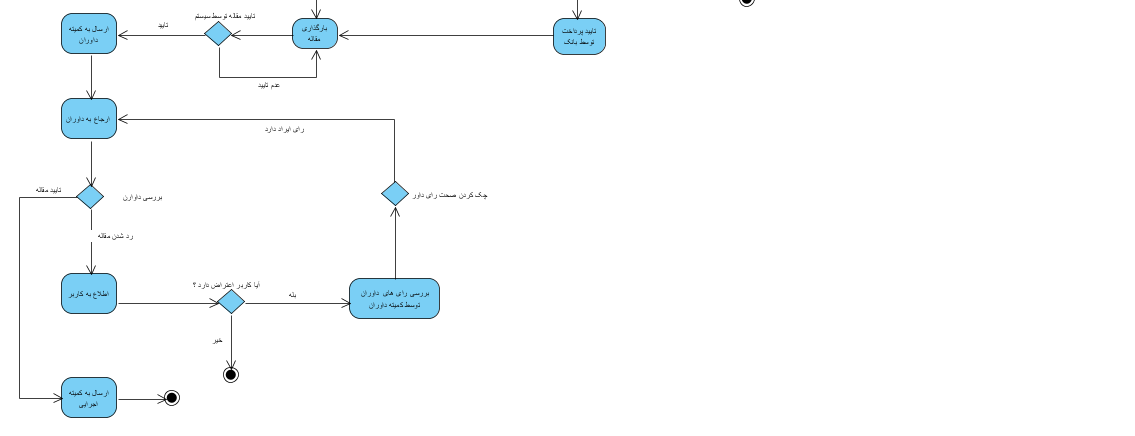 تایید مقاله توسط سیستم
تایید
ارسال به کمیته
داوران
بارگذاری
مقاله
تایید پرداخت
توسط بانک
عدم تایید
ارجاع به داوران
رای ایراد دارد
تایید مقاله
بررسی داوارن
چک کردن صحت رای داور
رد شدن مقاله
اطلاع به کاربر
ایا کاربر اعتراض دارد ؟
بله
بررسی رای های داوران
توسط کمیته داوران
خیر
ارسال به کمیته
اجرایی